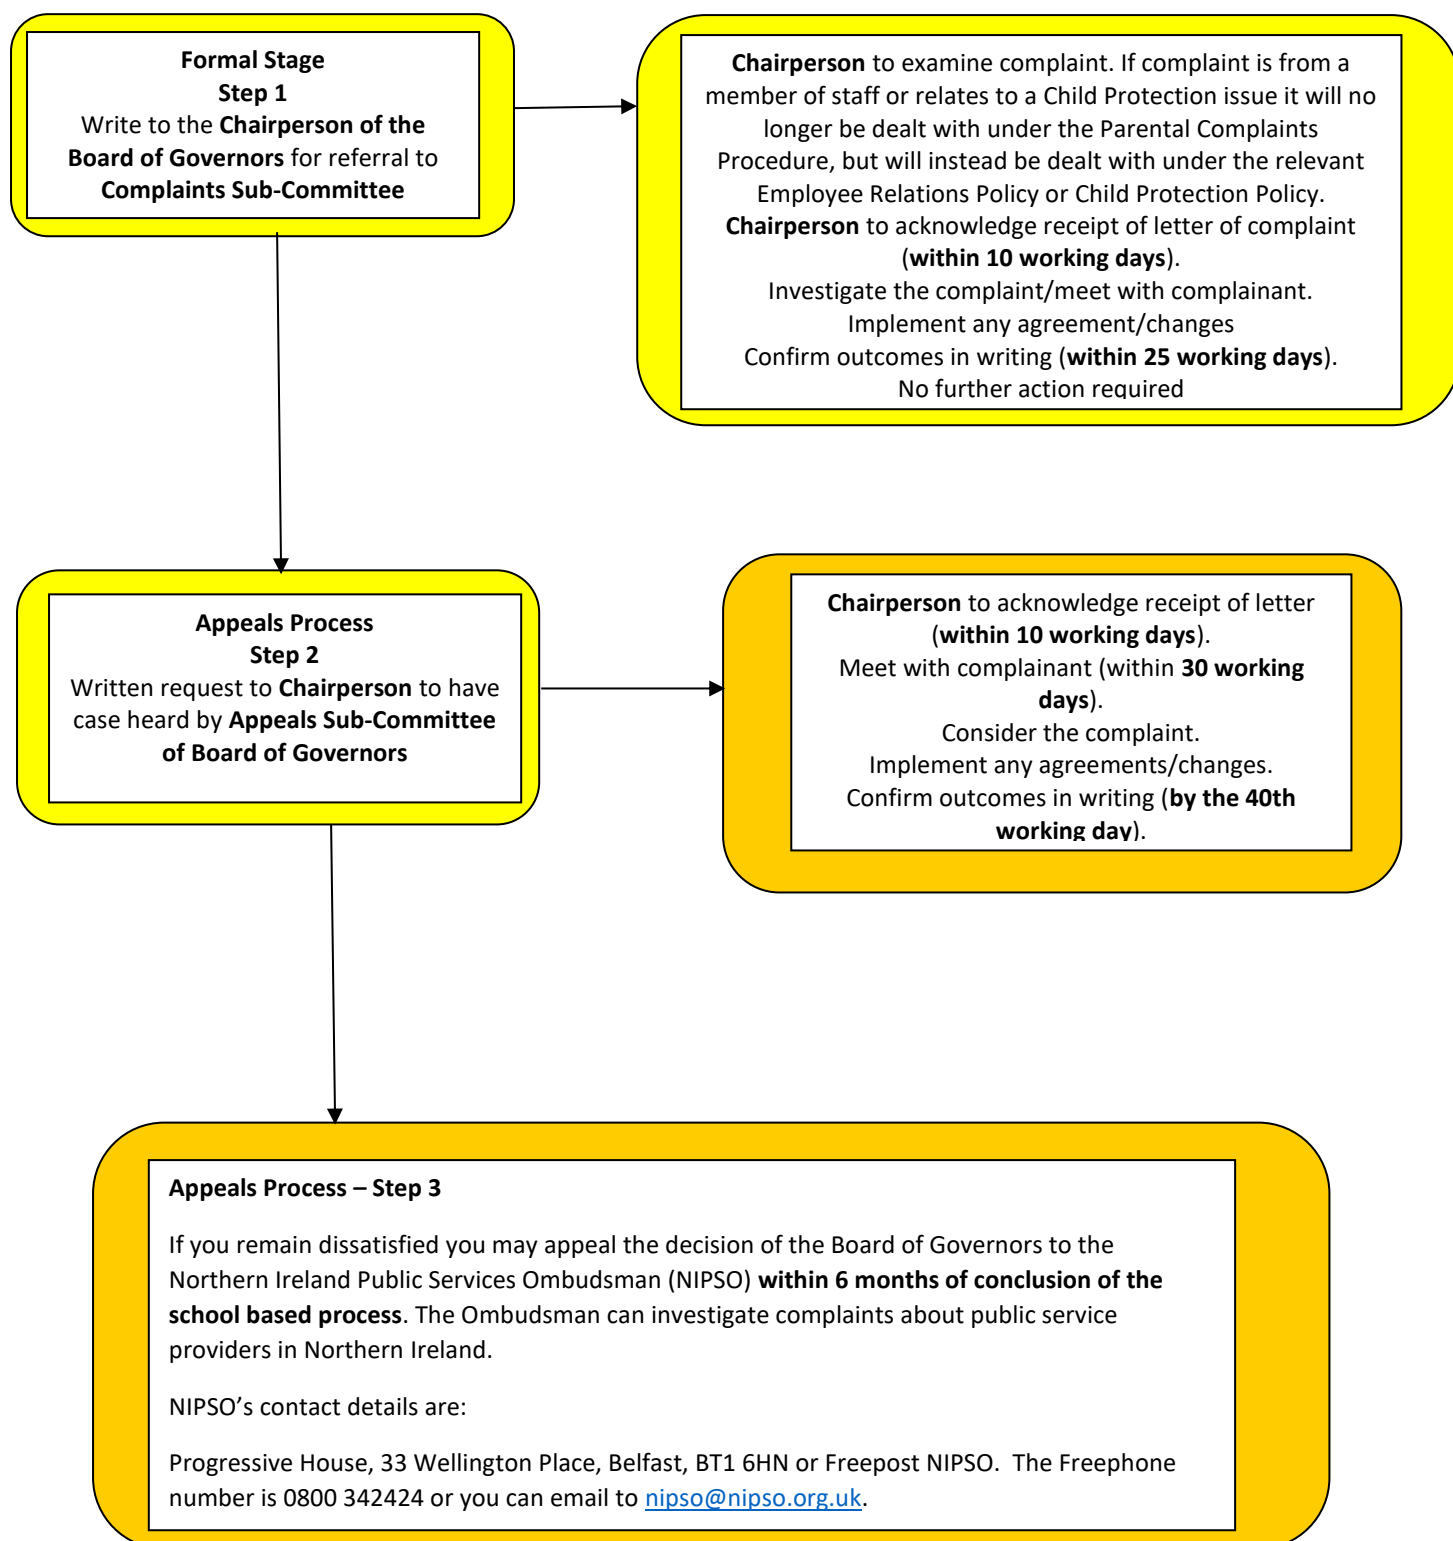 Formal Stage
Step 1
Write to the Chairperson of the
Board of Governors for referral to
Complaints Sub-Committee
Chairperson to examine complaint. If complaint is from a
member of staff or relates to a Child Protection issue it will no
longer be dealt with under the Parental Complaints
Procedure, but will instead be dealt with under the relevant
Employee Relations Policy or Child Protection Policy.
Chairperson to acknowledge receipt of letter of complaint
(within 10 working days).
Investigate the complaint/meet with complainant.
Implement any agreement/changes
Confirm outcomes in writing (within 25 working days).
No further action required
Appeals Process
Step 2
Written request to Chairperson to have
case heard by Appeals Sub-Committee
of Board of Governors
Chairperson to acknowledge receipt of letter
(within 10 working days).
Meet with complainant (within 30 working
days).
Consider the complaint.
Implement any agreements/changes.
Confirm outcomes in writing (by the 40th
working day).
Appeals Process – Step 3
If you remain dissatisfied you may appeal the decision of the Board of Governors to the
Northern Ireland Public Services Ombudsman (NIPSO) within 6 months of conclusion of the
school based process. The Ombudsman can investigate complaints about public service
providers in Northern Ireland.
NIPSO’s contact details are:
Progressive House, 33 Wellington Place, Belfast, BT1 6HN or Freepost NIPSO.  The Freephone
number is 0800 342424 or you can email to nipso@nipso.org.uk.